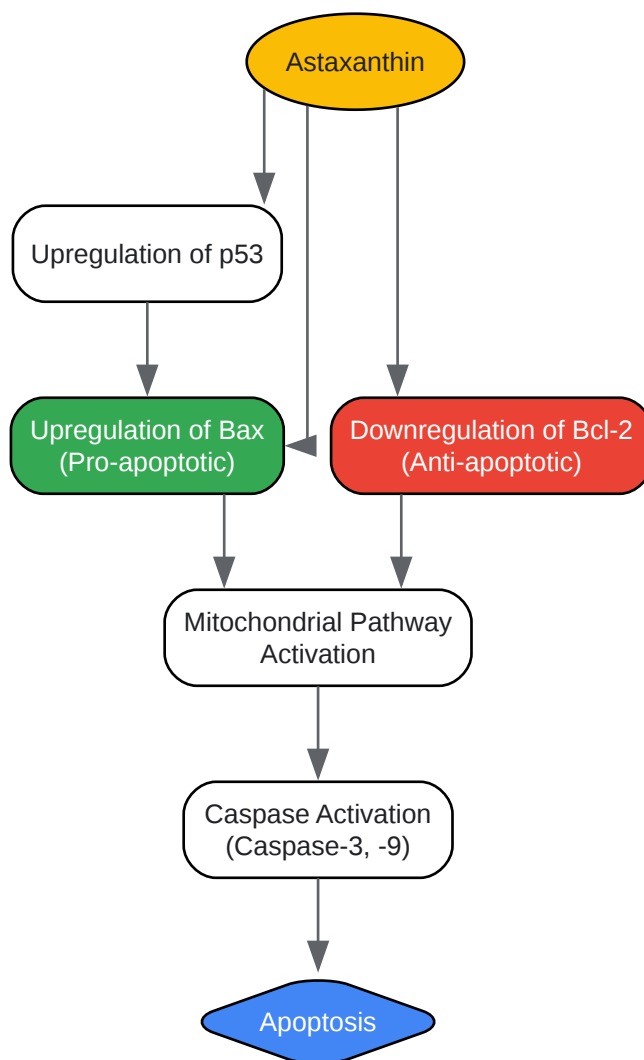 Astaxanthin
Upregulation of p53
Upregulation of Bax
(Pro-apoptotic)
Downregulation of Bcl-2
(Anti-apoptotic)
Mitochondrial Pathway
Activation
Caspase Activation
(Caspase-3, -9)
Apoptosis